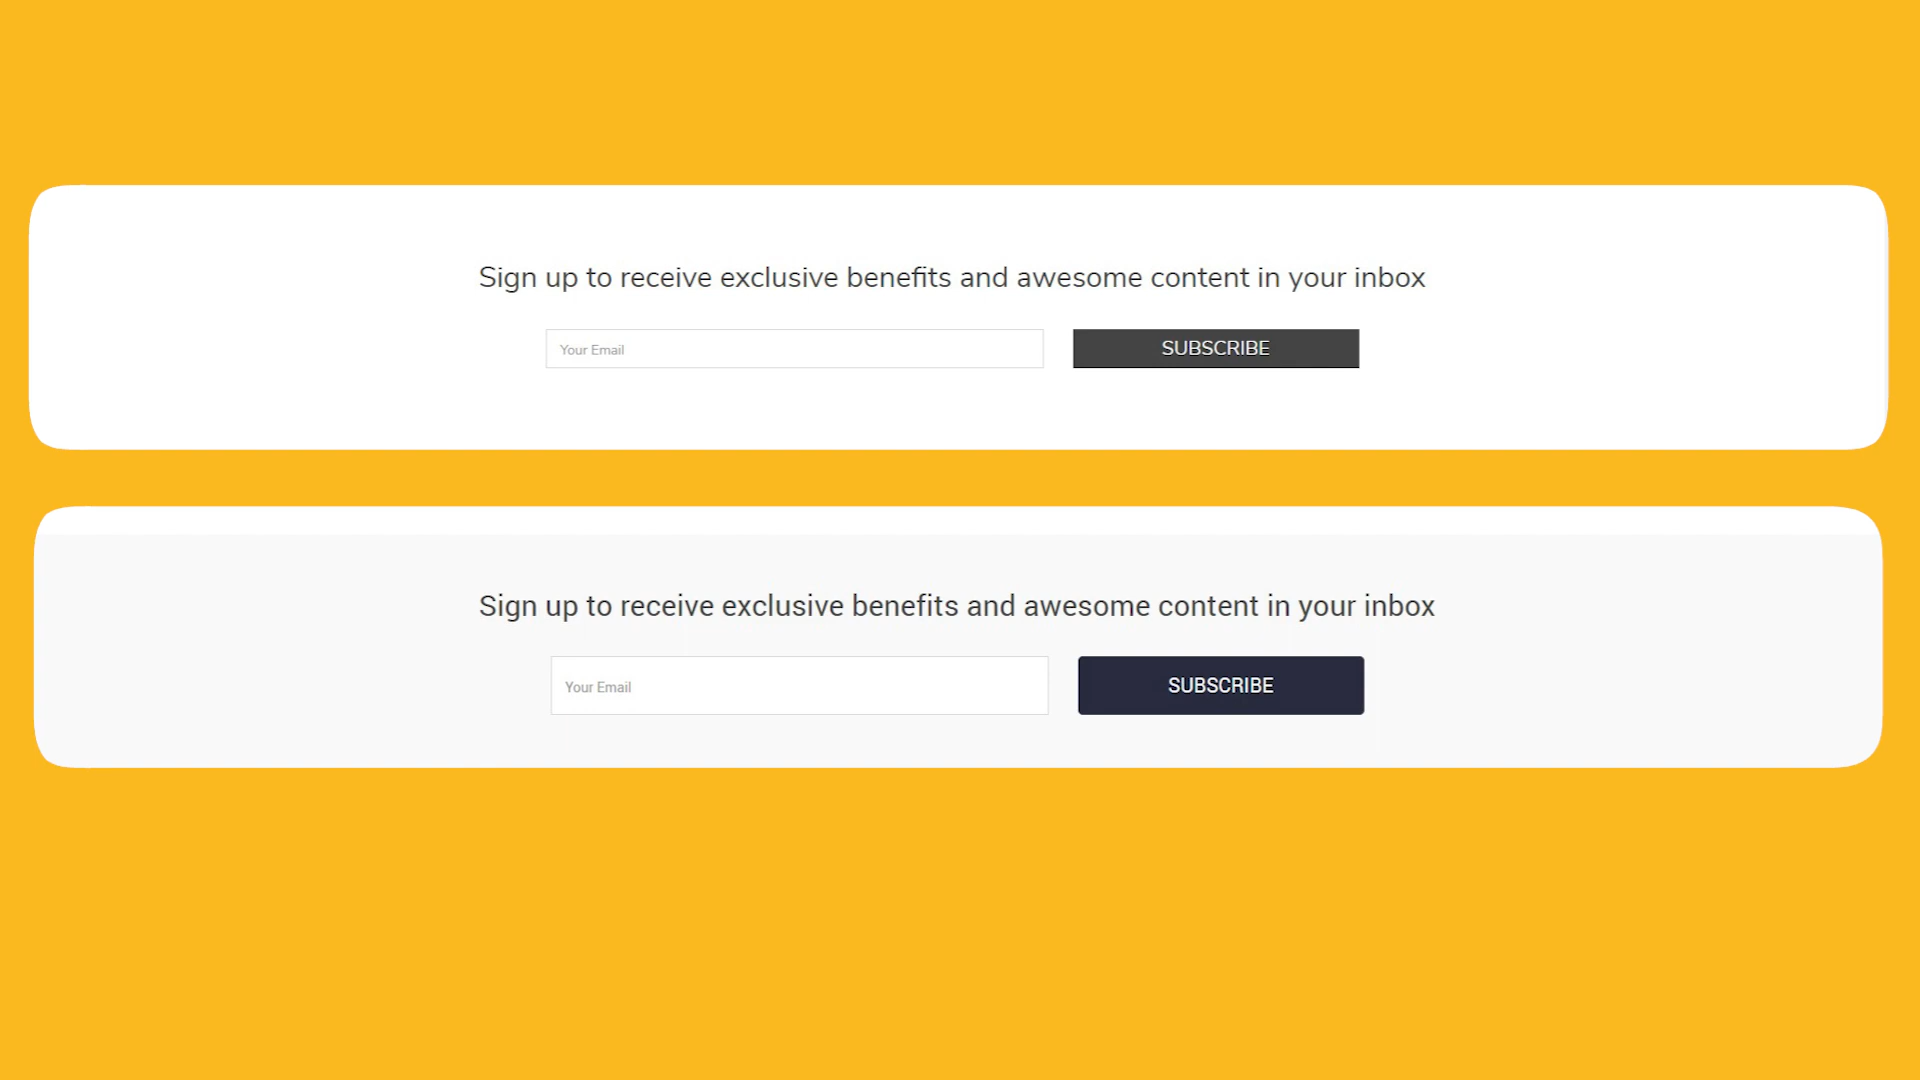 Sign up to receive exclusive benefits and awesome content in your inbox
Your Email
SUBSCRIBE
Sign up to receive exclusive benefits and awesome content in your inbox
Your Email
SUBSCRIBE